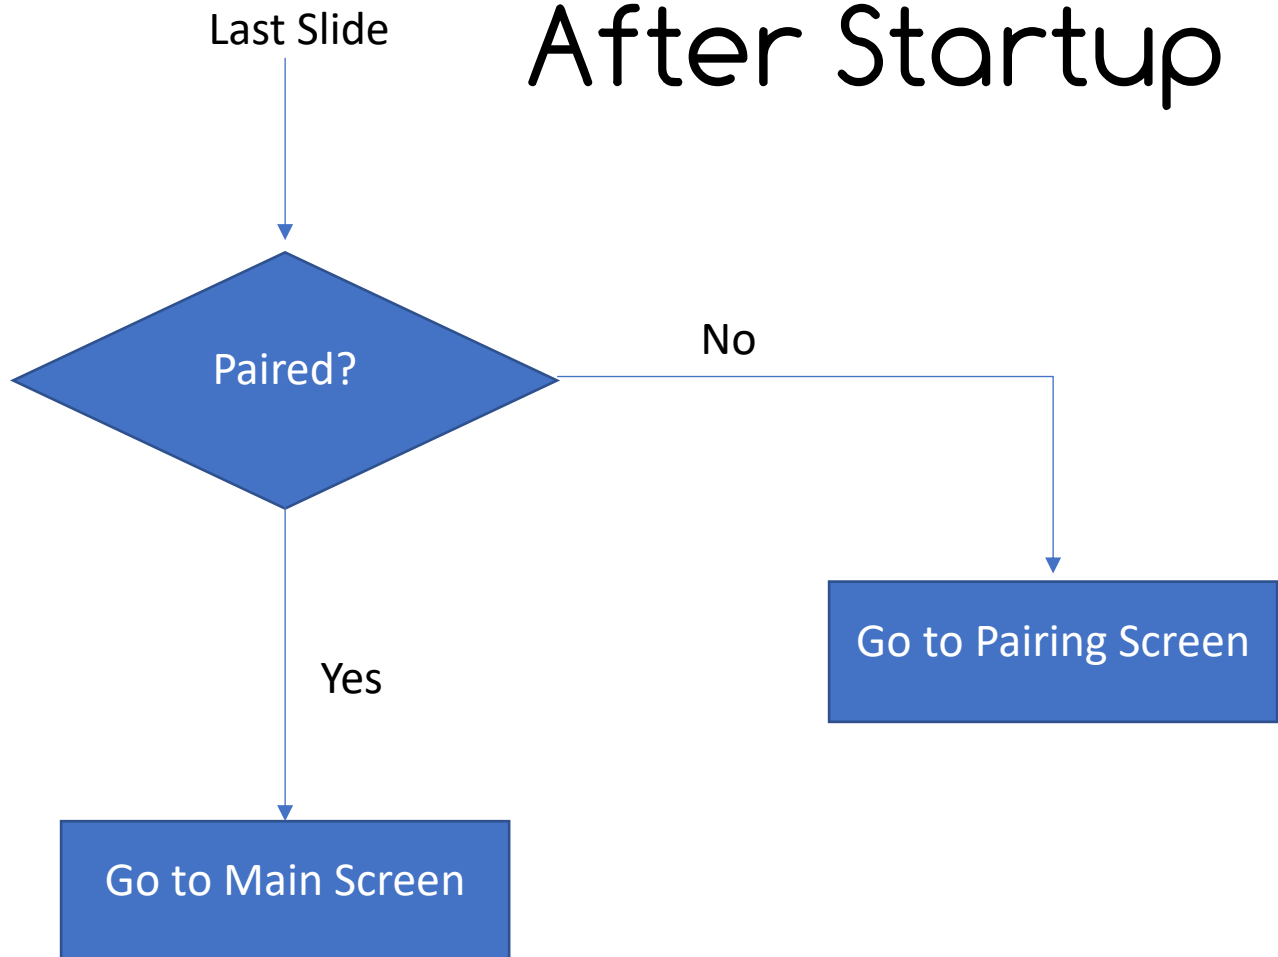 Last Slide
After Startup
Paired?
No
Go to Pairing Screen
Yes
Go to Main Screen